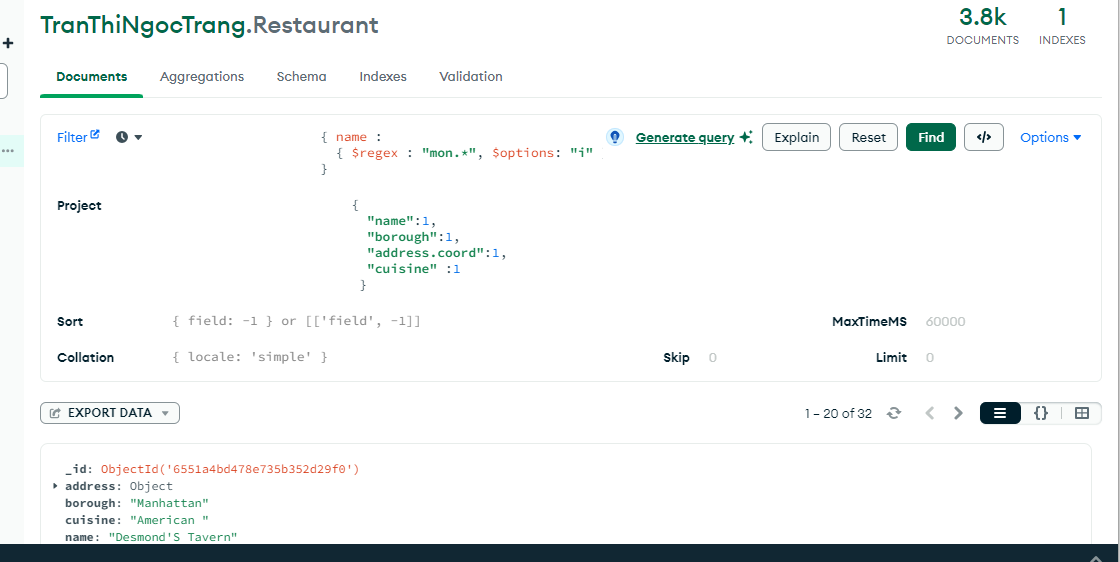 TranThiNgocTrang.Restaurant
3.8k
DOCUMENTS
1
INDEXES
Documents
Aggregations
Schema
Indexes
Validation
Filter
{ name :
{ $regex : "mon.*", $options: "i"
}
Generate query
Explain
Reset
Find
</>
Options
Project
{
"name":1,
"borough":1,
"address.coord":1,
"cuisine" :1
}
Sort
{ field: -1 } or [['field', -1]]
MaxTimeMS
60000
Collation
{ locale: 'simple' }
Skip
0
Limit
0
EXPORT DATA
1 – 20 of 32
{}
_id: ObjectId('6551a4bd478e735b352d29f0')
address: Object
borough: "Manhattan"
cuisine: "American "
name: "Desmond'S Tavern"